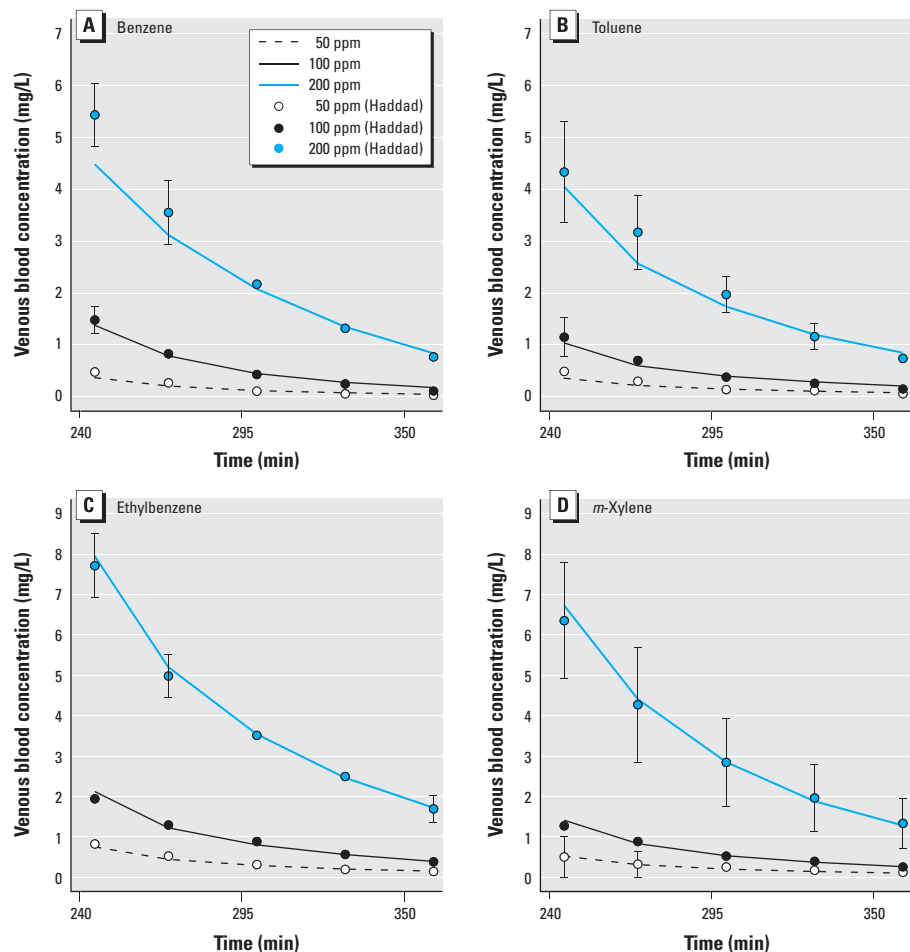 A Benzene
Venous blood concentration (mg/L)
7
6
5
4
3
2
1
0
50 ppm
100 ppm
200 ppm
50 ppm (Haddad)
100 ppm (Haddad)
200 ppm (Haddad)
240 295 350
Time (min)
B Toluene
Venous blood concentration (mg/L)
7
6
5
4
3
2
1
0
240 295 350
Time (min)
C Ethylbenzene
Venous blood concentration (mg/L)
9
8
7
6
5
4
3
2
1
0
240 295 350
Time (min)
D m-Xylene
Venous blood concentration (mg/L)
9
8
7
6
5
4
3
2
1
0
240 295 350
Time (min)